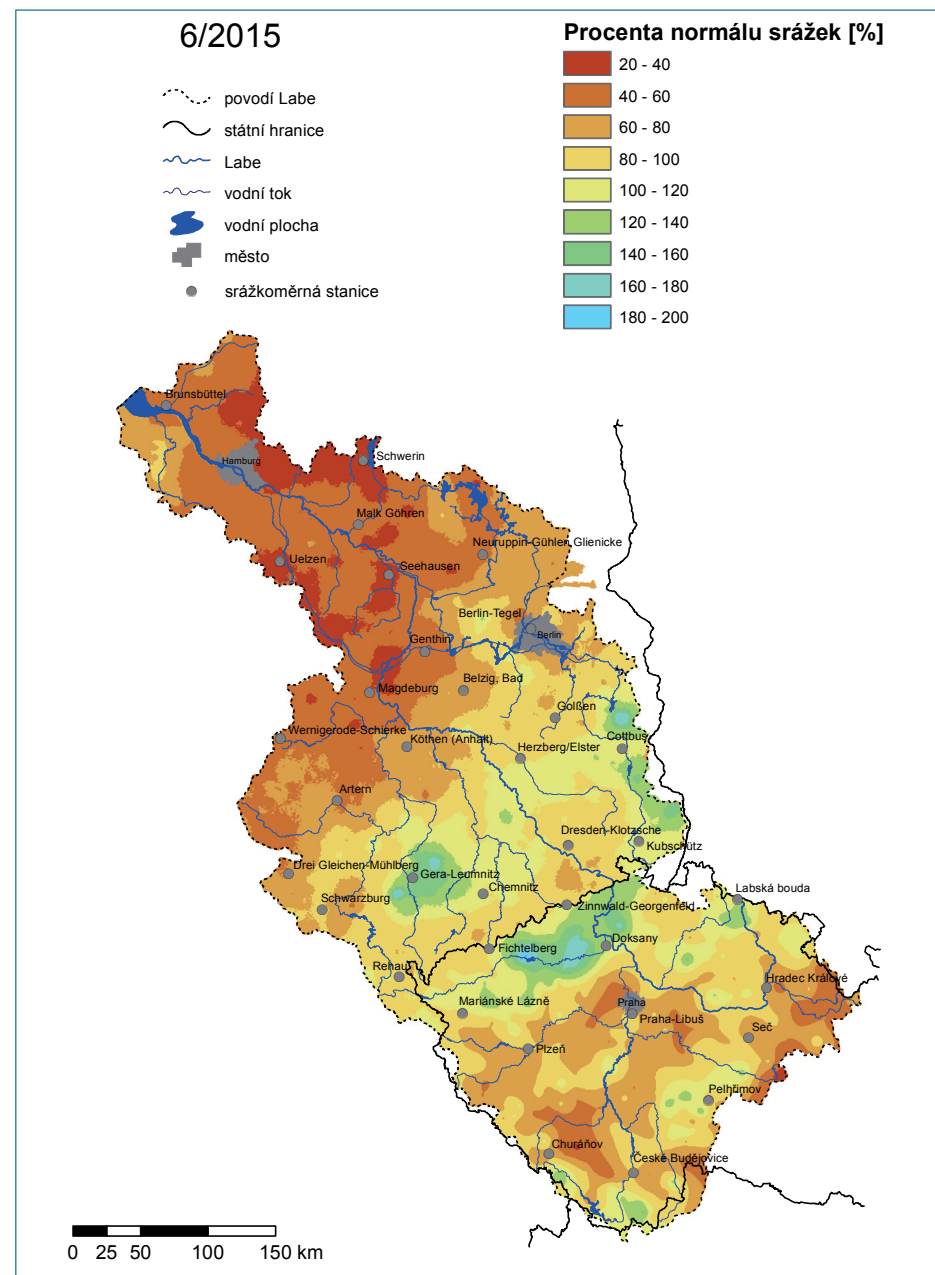 6/2015
povodí Labe
státní hranice
Labe
vodní tok
vodní plocha
město
srážkoměrná stanice
Procenta normálu srážek [%]
20 - 40
40 - 60
60 - 80
80 - 100
100 - 120
120 - 140
140 - 160
160 - 180
180 - 200
Brunsbüttel
Hamburg
Schwerin
Malk Göhren
Neuruppin-Gühlen Glienicke
Uelzen
Seehausen
Berlin-Tegel
Berlin
Genthin
Belzig, Bad
Magdeburg
Golßen
Wernigerode-Schierke
Cottbus
Köthen (Anhalt)
Herzberg/Elster
Artern
Dresden-Klotzsche
Kubschütz
Drei Gleichen-Mühlberg
Gera-Leumnitz
Chemnitz
Labská bouda
Schwarzburg
Zinnwald-Georgenfeld
Doksany
Fichtelberg
Rehau
Hradec Králové
Mariánské Lázně
Praha
Praha-Libuš
Seč
Plzeň
Pelhřimov
Churáňov
České Budějovice
0 25 50 100 150 km